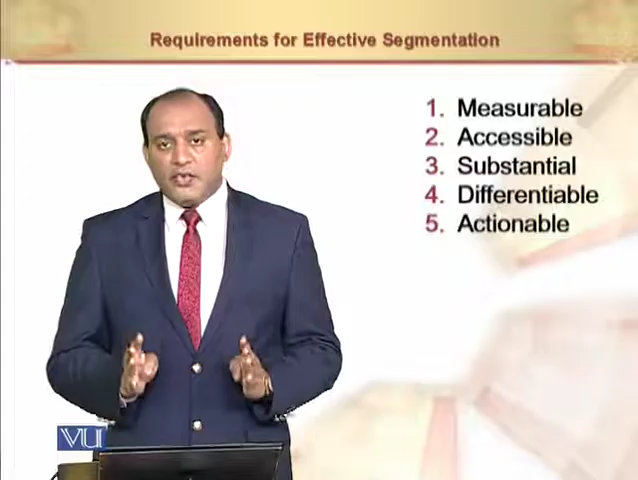 Requirements for Effective Segmentation
1. Measurable
2. Accessible
3. Substantial
4. Differentiable
5. Actionable
VU